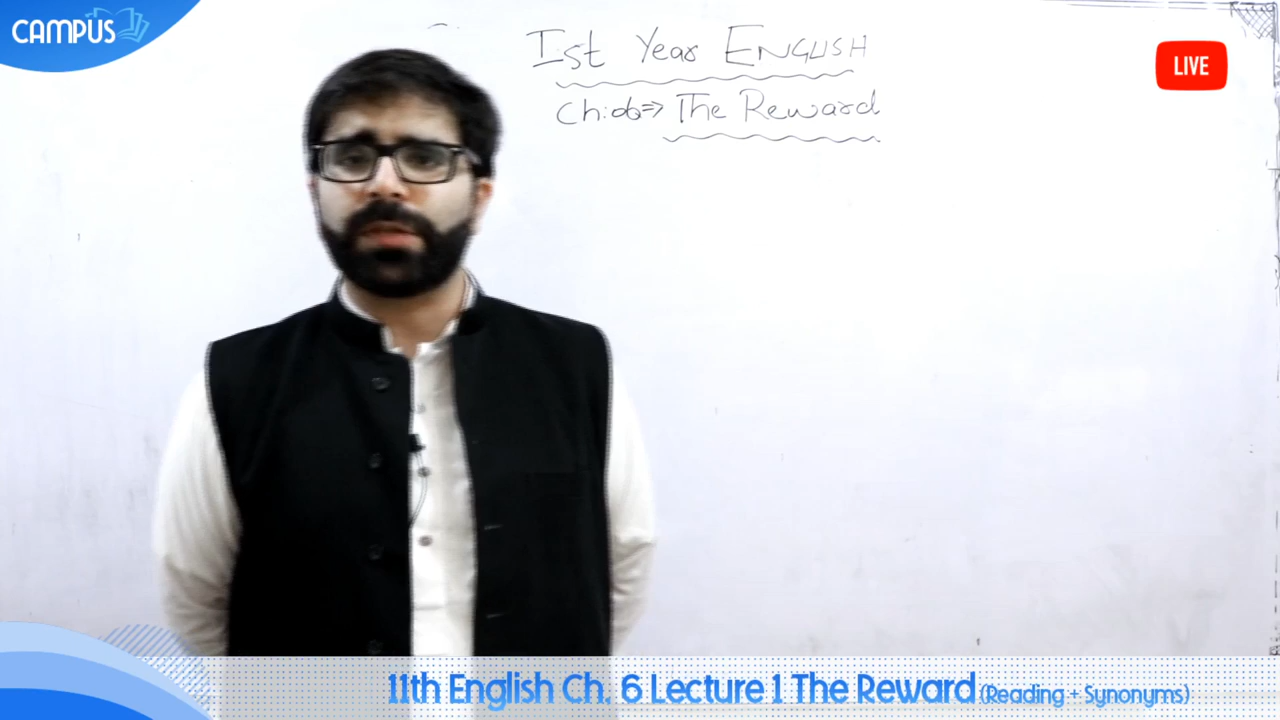 CAMPUS
Ist Year ENGLISH
LIVE
Ch:06⇒ The Reward
11th English Ch. 6 Lecture 1 The Reward (Reading + Synonyms)